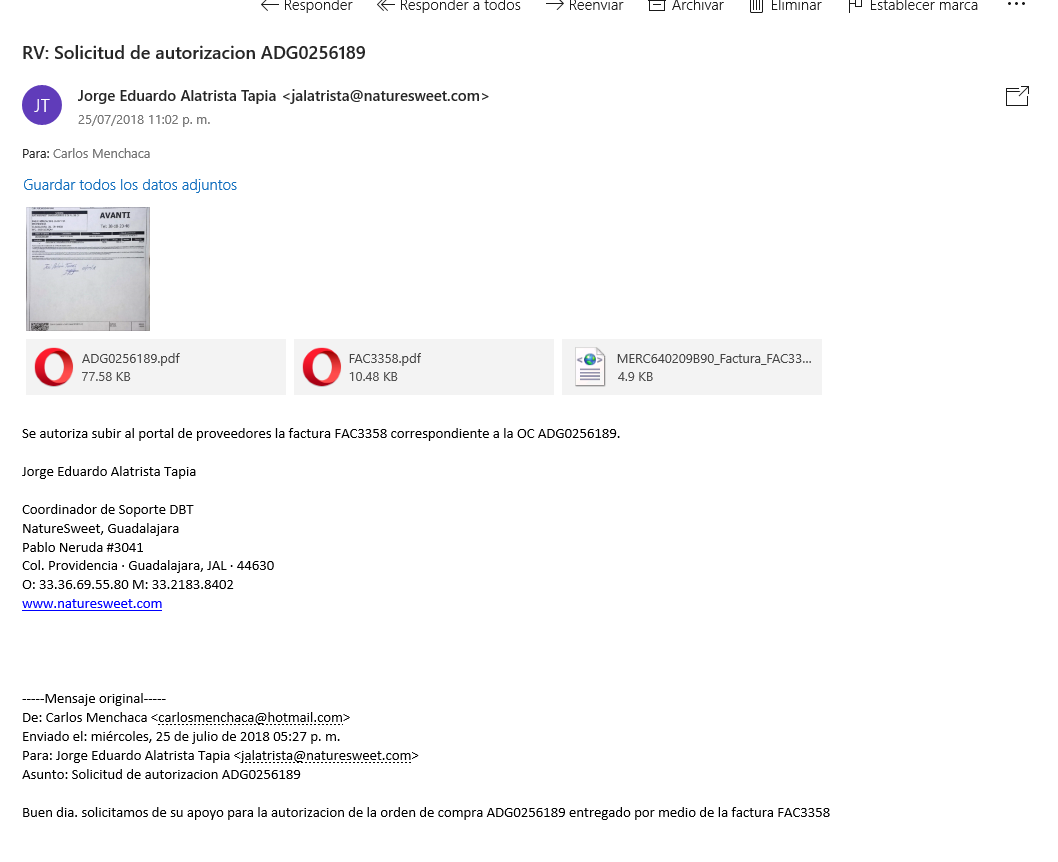 Responder
Responder a todos
Reenviar
Archivar
Eliminar
Establecer marca
RV: Solicitud de autorizacion ADG0256189
JT
Jorge Eduardo Alatrista Tapia <jalatrista@naturesweet.com>
25/07/2018 11:02 p. m.
Para: Carlos Menchaca
Guardar todos los datos adjuntos
AVANTI
ADG0256189.pdf
77.58 KB
FAC3358.pdf
10.48 KB
MERC640209B90_Factura_FAC33...
4.9 KB
Se autoriza subir al portal de proveedores la factura FAC3358 correspondiente a la OC ADG0256189.
Jorge Eduardo Alatrista Tapia
Coordinador de Soporte DBT
NatureSweet, Guadalajara
Pablo Neruda #3041
Col. Providencia · Guadalajara, JAL · 44630
O: 33.36.69.55.80 M: 33.2183.8402
www.naturesweet.com
-----Mensaje original-----
De: Carlos Menchaca <carlosmenchaca@hotmail.com>
Enviado el: miércoles, 25 de julio de 2018 05:27 p. m.
Para: Jorge Eduardo Alatrista Tapia <jalatrista@naturesweet.com>
Asunto: Solicitud de autorizacion ADG0256189
Buen dia. solicitamos de su apoyo para la autorizacion de la orden de compra ADG0256189 entregado por medio de la factura FAC3358